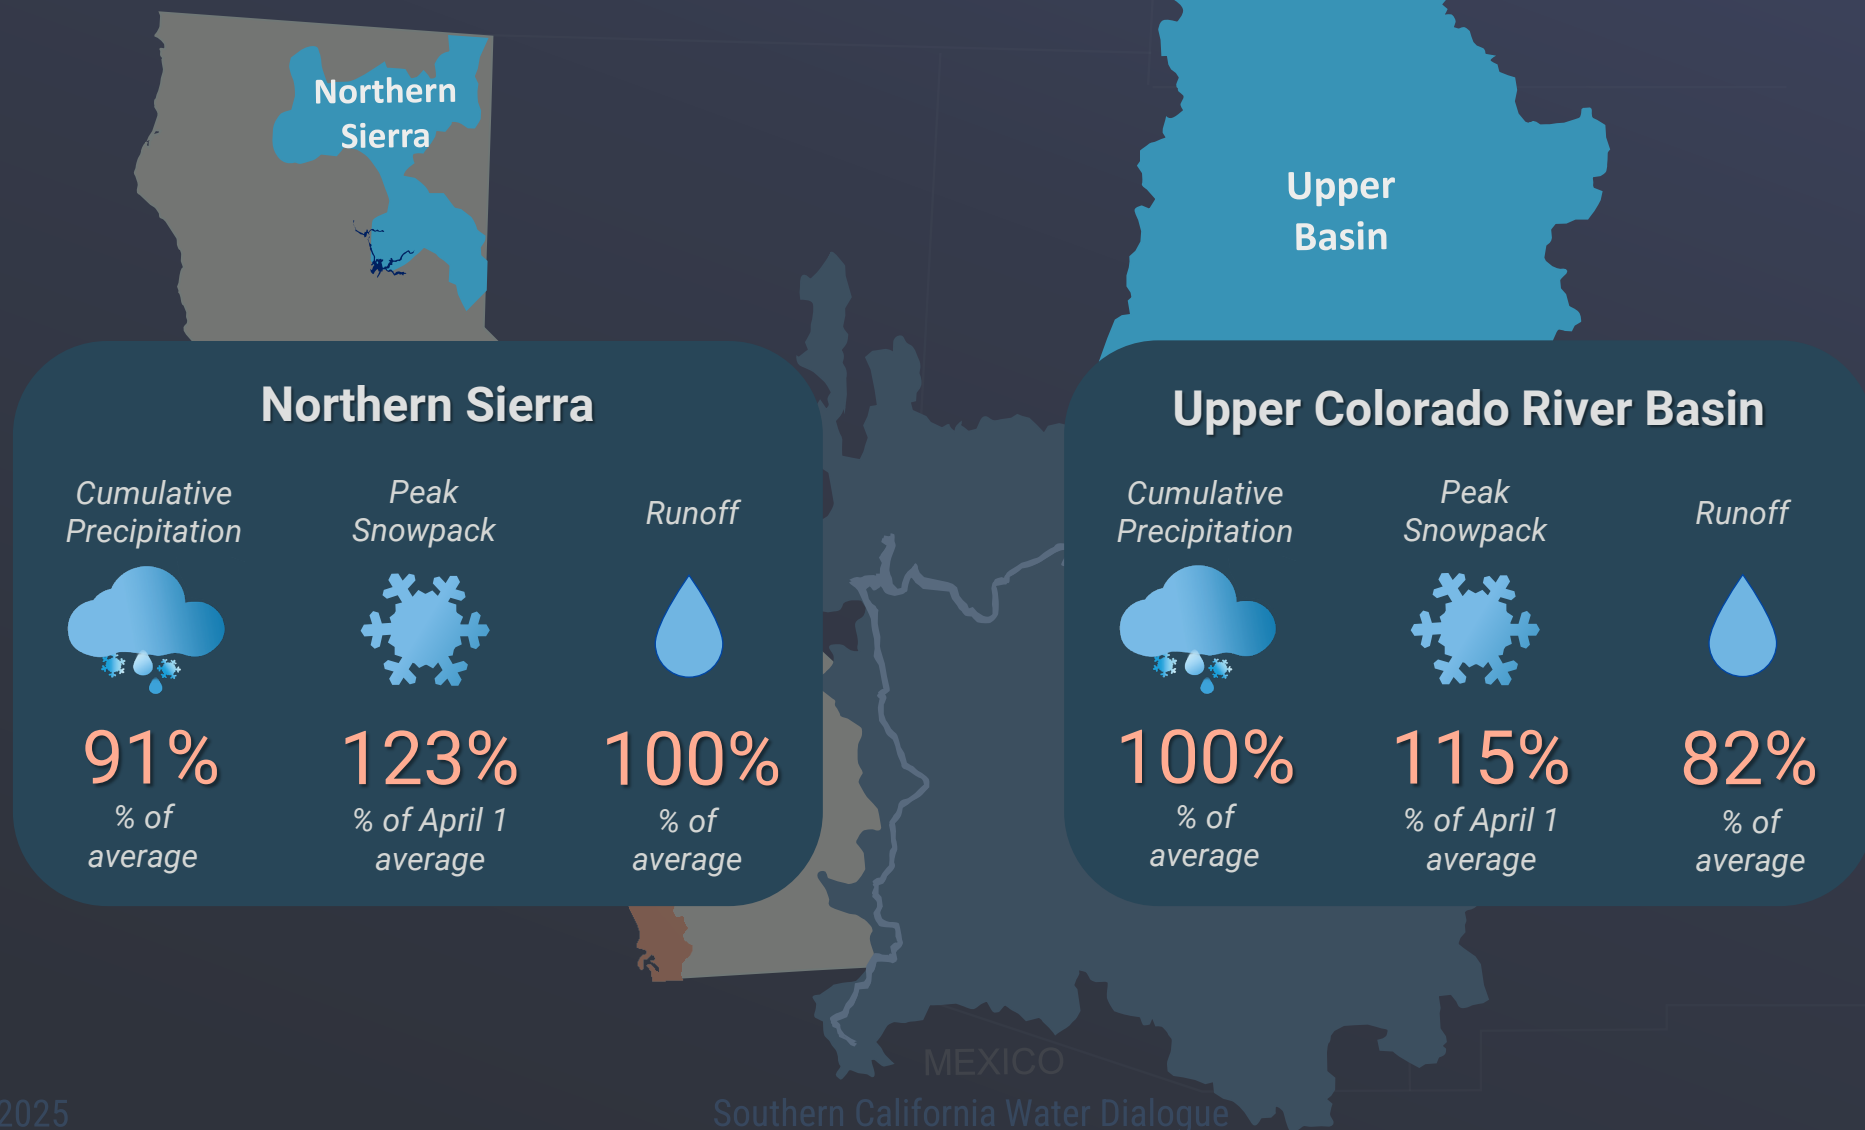 Northern
Sierra
Upper
Basin
Northern Sierra
Cumulative
Precipitation
Peak
Snowpack
Runoff
91%
% of
average
123%
% of April 1
average
100%
% of
average
Upper Colorado River Basin
Cumulative
Precipitation
Peak
Snowpack
Runoff
100%
% of
average
115%
% of April 1
average
82%
% of
average
MEXICO
2025
Southern California Water Dialogue